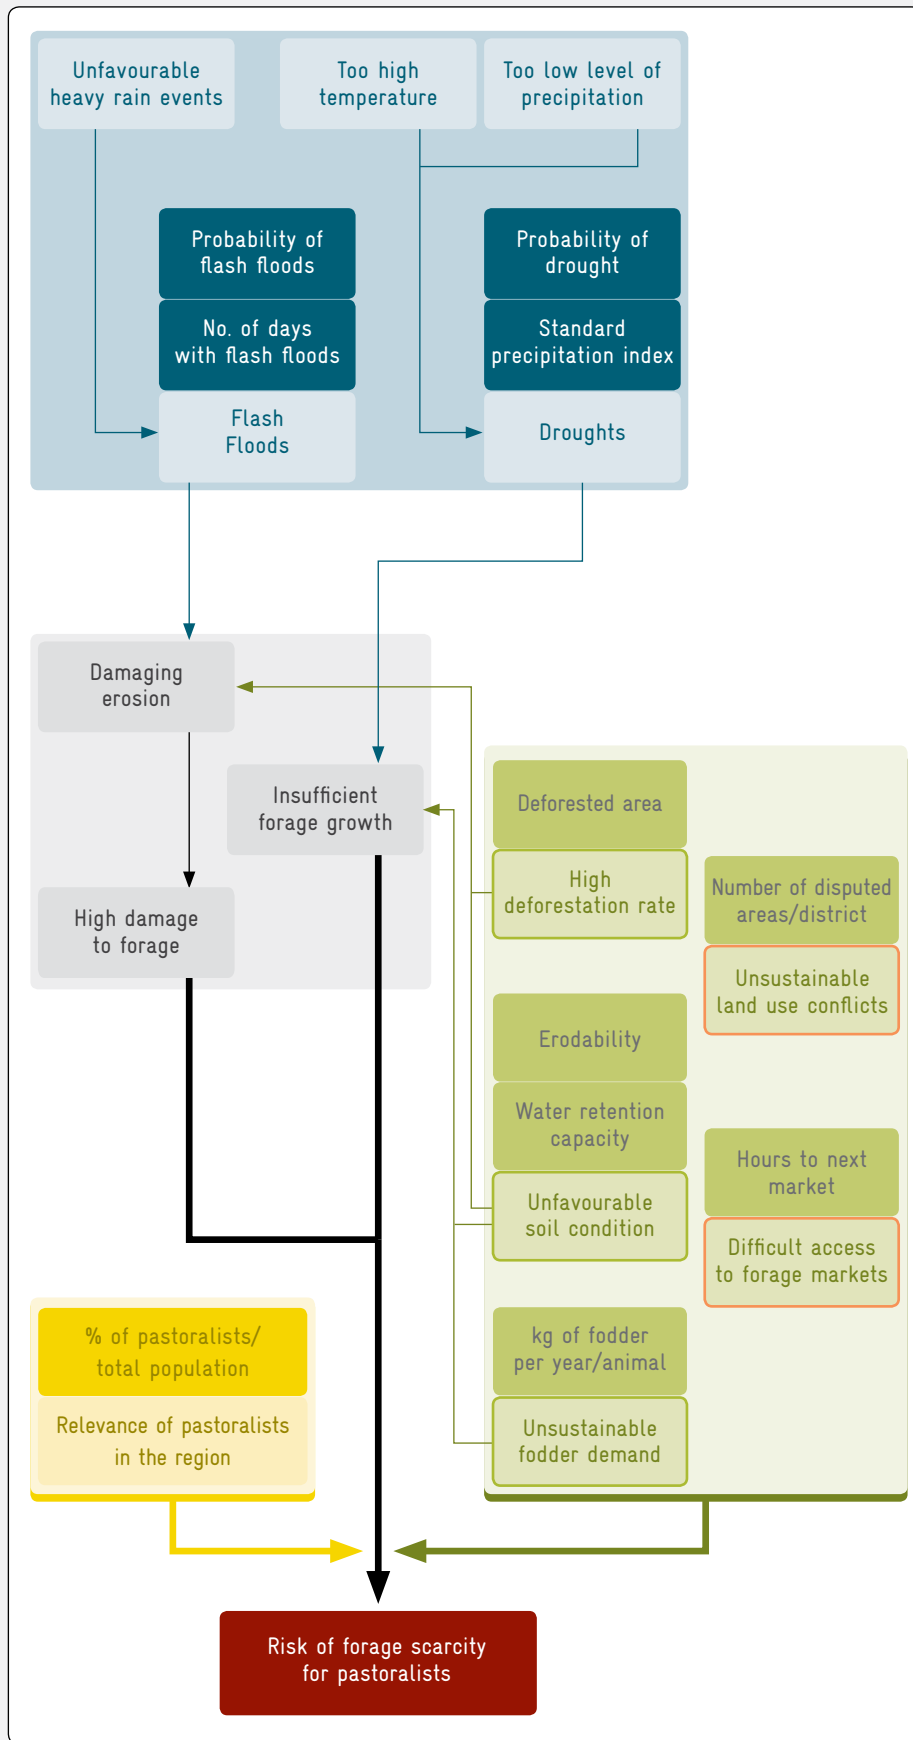 Unfavourable
heavy rain events
Too high
temperature
Too low level of
precipitation
Probability of
flash floods
No. of days
with flash floods
Flash
Floods
Probability of
drought
Standard
precipitation index
Droughts
Damaging
erosion
Insufficient
forage growth
High damage
to forage
Deforested area
High
deforestation rate
Number of disputed
areas/district
Unsustainable
land use conflicts
Erodability
Water retention
capacity
Unfavourable
soil condition
Hours to next
market
Difficult access
to forage markets
kg of fodder
per year/animal
Unsustainable
fodder demand
% of pastoralists/
total population
Relevance of pastoralists
in the region
Risk of forage scarcity
for pastoralists